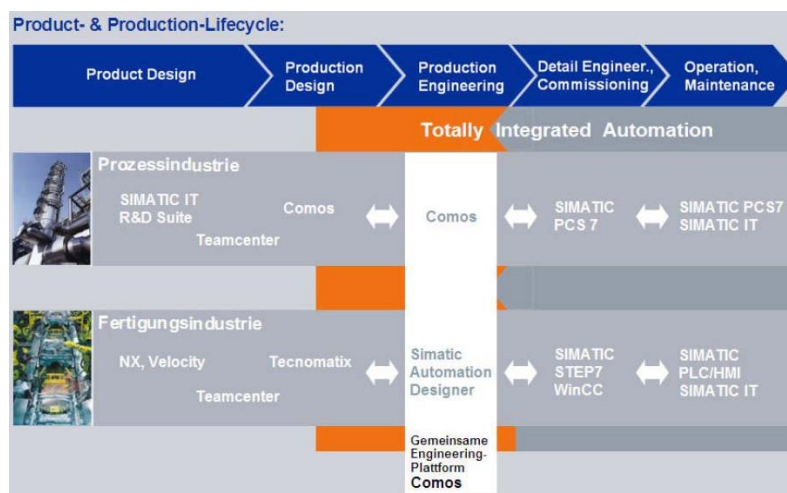 Product- & Production-Lifecycle:
Product Design
Production
Design
Production
Engineering
Detail Engineer.,
Commissioning
Operation,
Maintenance
Totally Integrated Automation
Prozessindustrie
SIMATIC IT
R&D Suite
Comos
Teamcenter
Comos
SIMATIC
PCS 7
SIMATIC PCS7
SIMATIC IT
Fertigungsindustrie
NX, Velocity
Tecnomatix
Teamcenter
Simatic
Automation
Designer
SIMATIC
STEP7
WinCC
SIMATIC
PLC/HMI
SIMATIC IT
Gemeinsame
Engineering-
Plattform
Comos